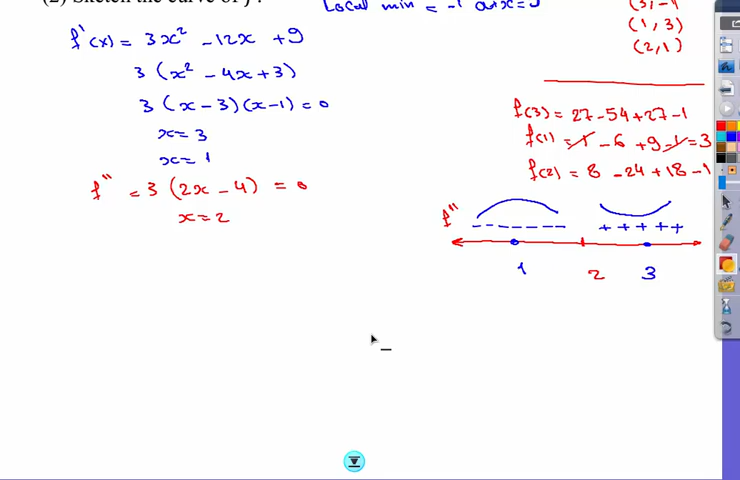 (2) Sketch the curve of f.
Local min = -1 at x=3
(3, -1
(1, 3)
(2, 1)
f'(x) = 3x² - 12x + 9
3 (x² - 4x + 3)
3 (x - 3)(x - 1) = 0
x = 3
x = 1
f'' = 3 (2x - 4) = 0
x = 2
f(3) = 27 - 54 + 27 - 1
f(1) = 1 - 6 + 9 - 1 = 3
f(2) = 8 - 24 + 18 - 1
f''
- - - - - - + + + + +
1 2 3